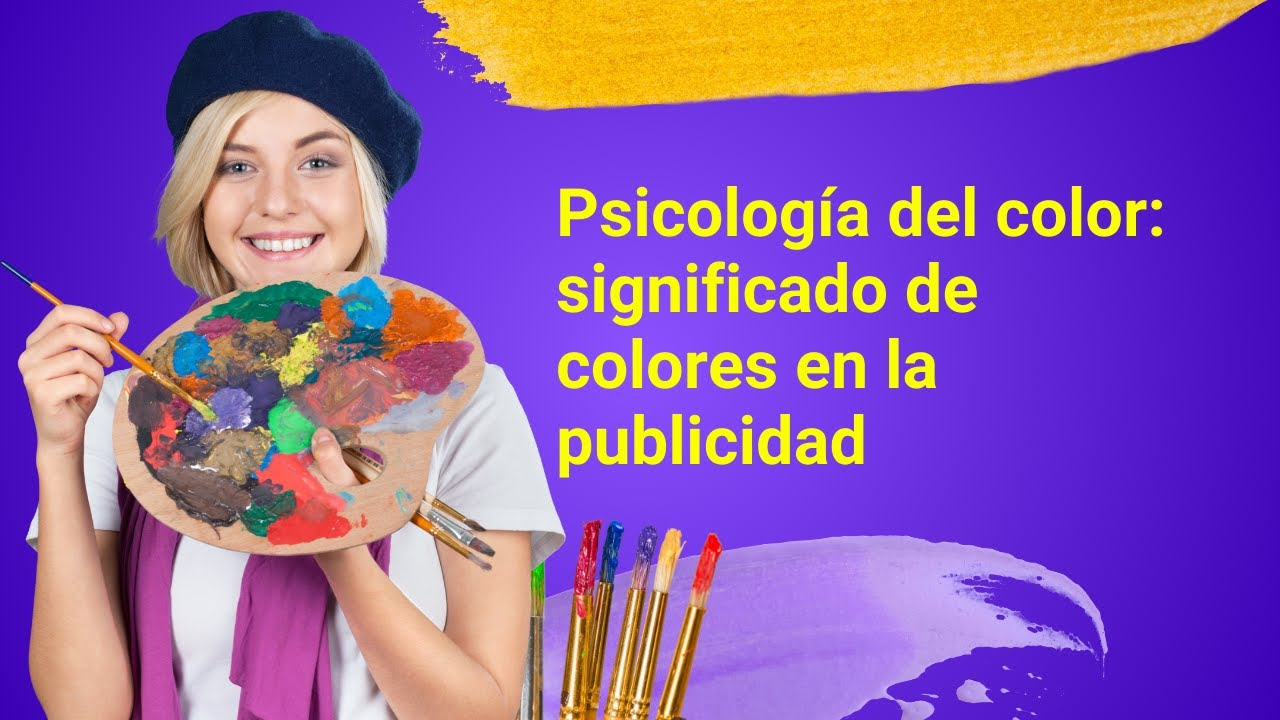 Psicología del color:
significado de
colores en la
publicidad